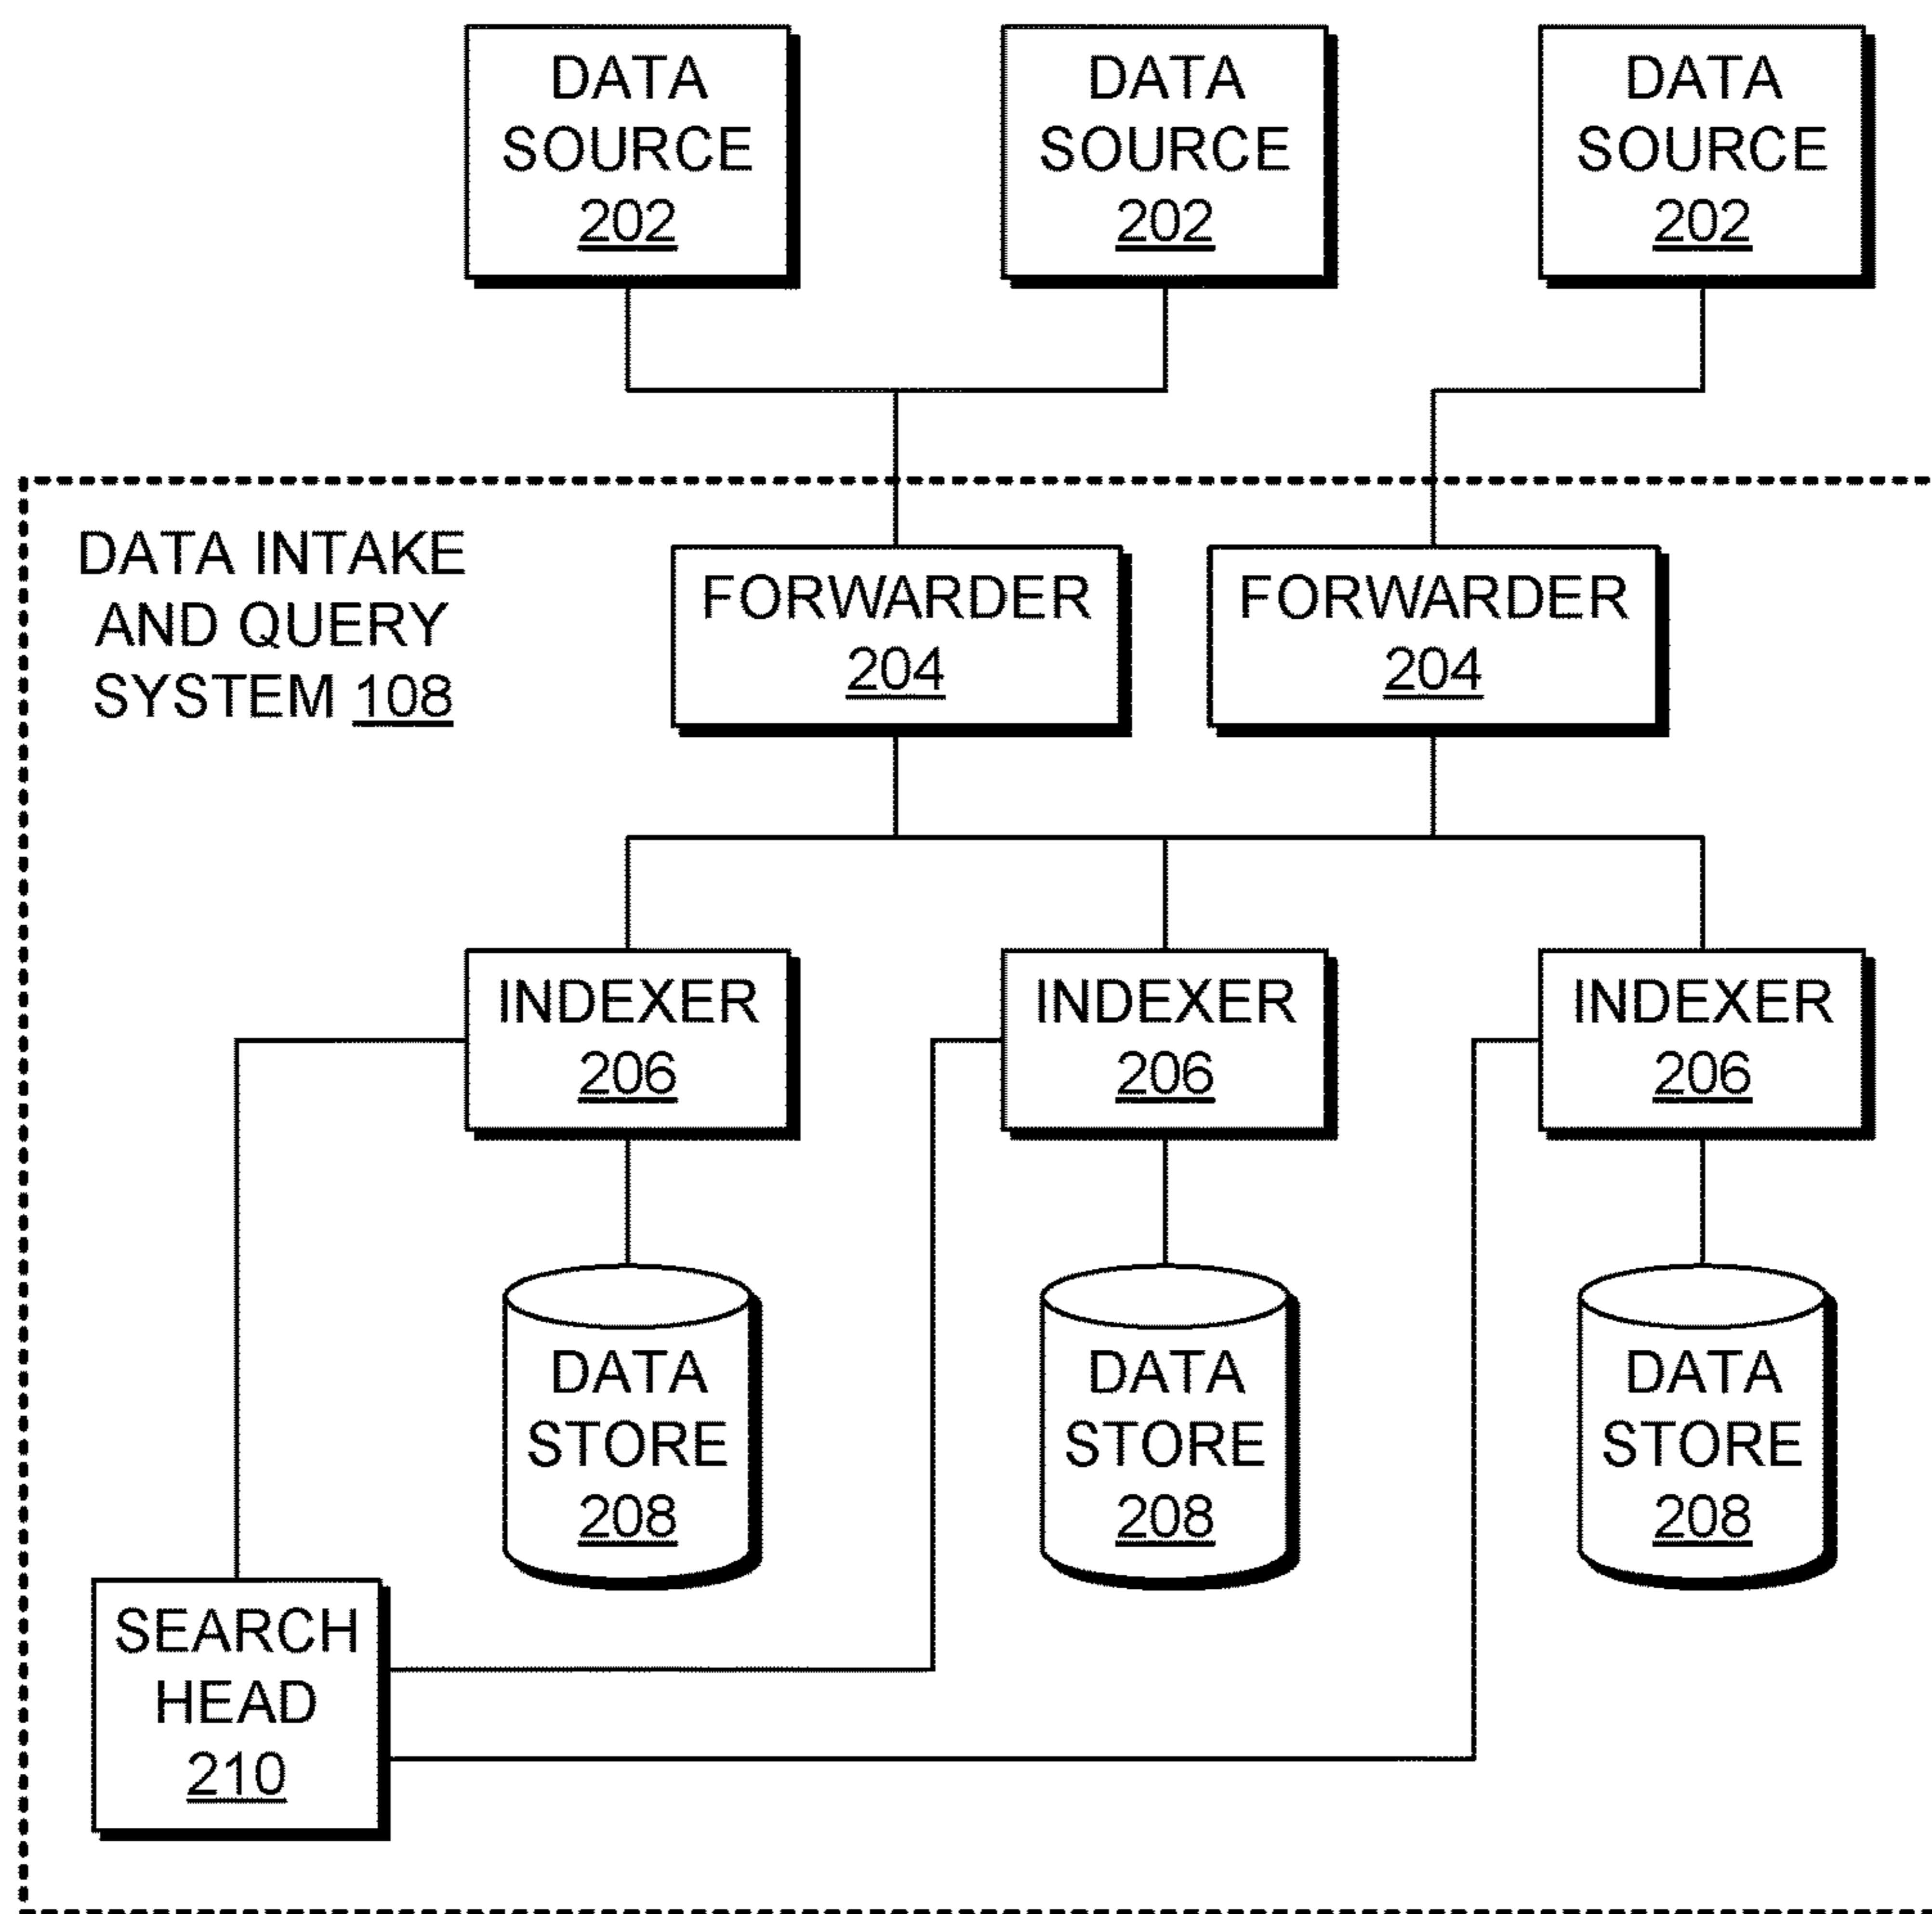 DATA
SOURCE
202
DATA
SOURCE
202
DATA
SOURCE
202
DATA INTAKE
AND QUERY
SYSTEM 108
FORWARDER
204
FORWARDER
204
INDEXER
206
INDEXER
206
INDEXER
206
DATA
STORE
208
DATA
STORE
208
DATA
STORE
208
SEARCH
HEAD
210